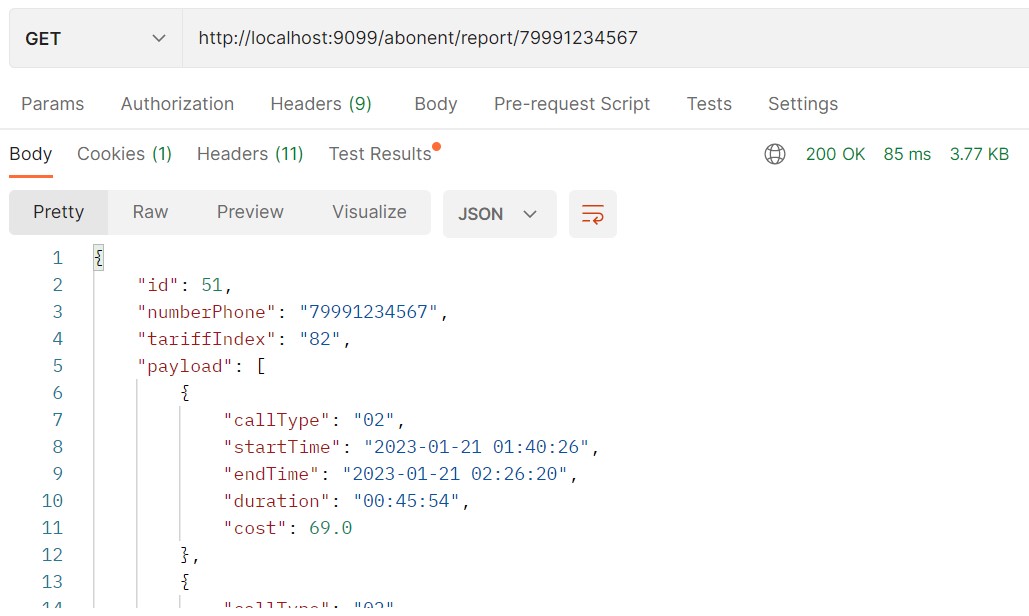 GET http://localhost:9099/abonent/report/79991234567
Params Authorization Headers (9) Body Pre-request Script Tests Settings
Body Cookies (1) Headers (11) Test Results 200 OK 85 ms 3.77 KB
Pretty Raw Preview Visualize JSON
1 {
2 "id": 51,
3 "numberPhone": "79991234567",
4 "tariffIndex": "82",
5 "payload": [
6 {
7 "callType": "02",
8 "startTime": "2023-01-21 01:40:26",
9 "endTime": "2023-01-21 02:26:20",
10 "duration": "00:45:54",
11 "cost": 69.0
12 },
13 {
14 "callType": "02"